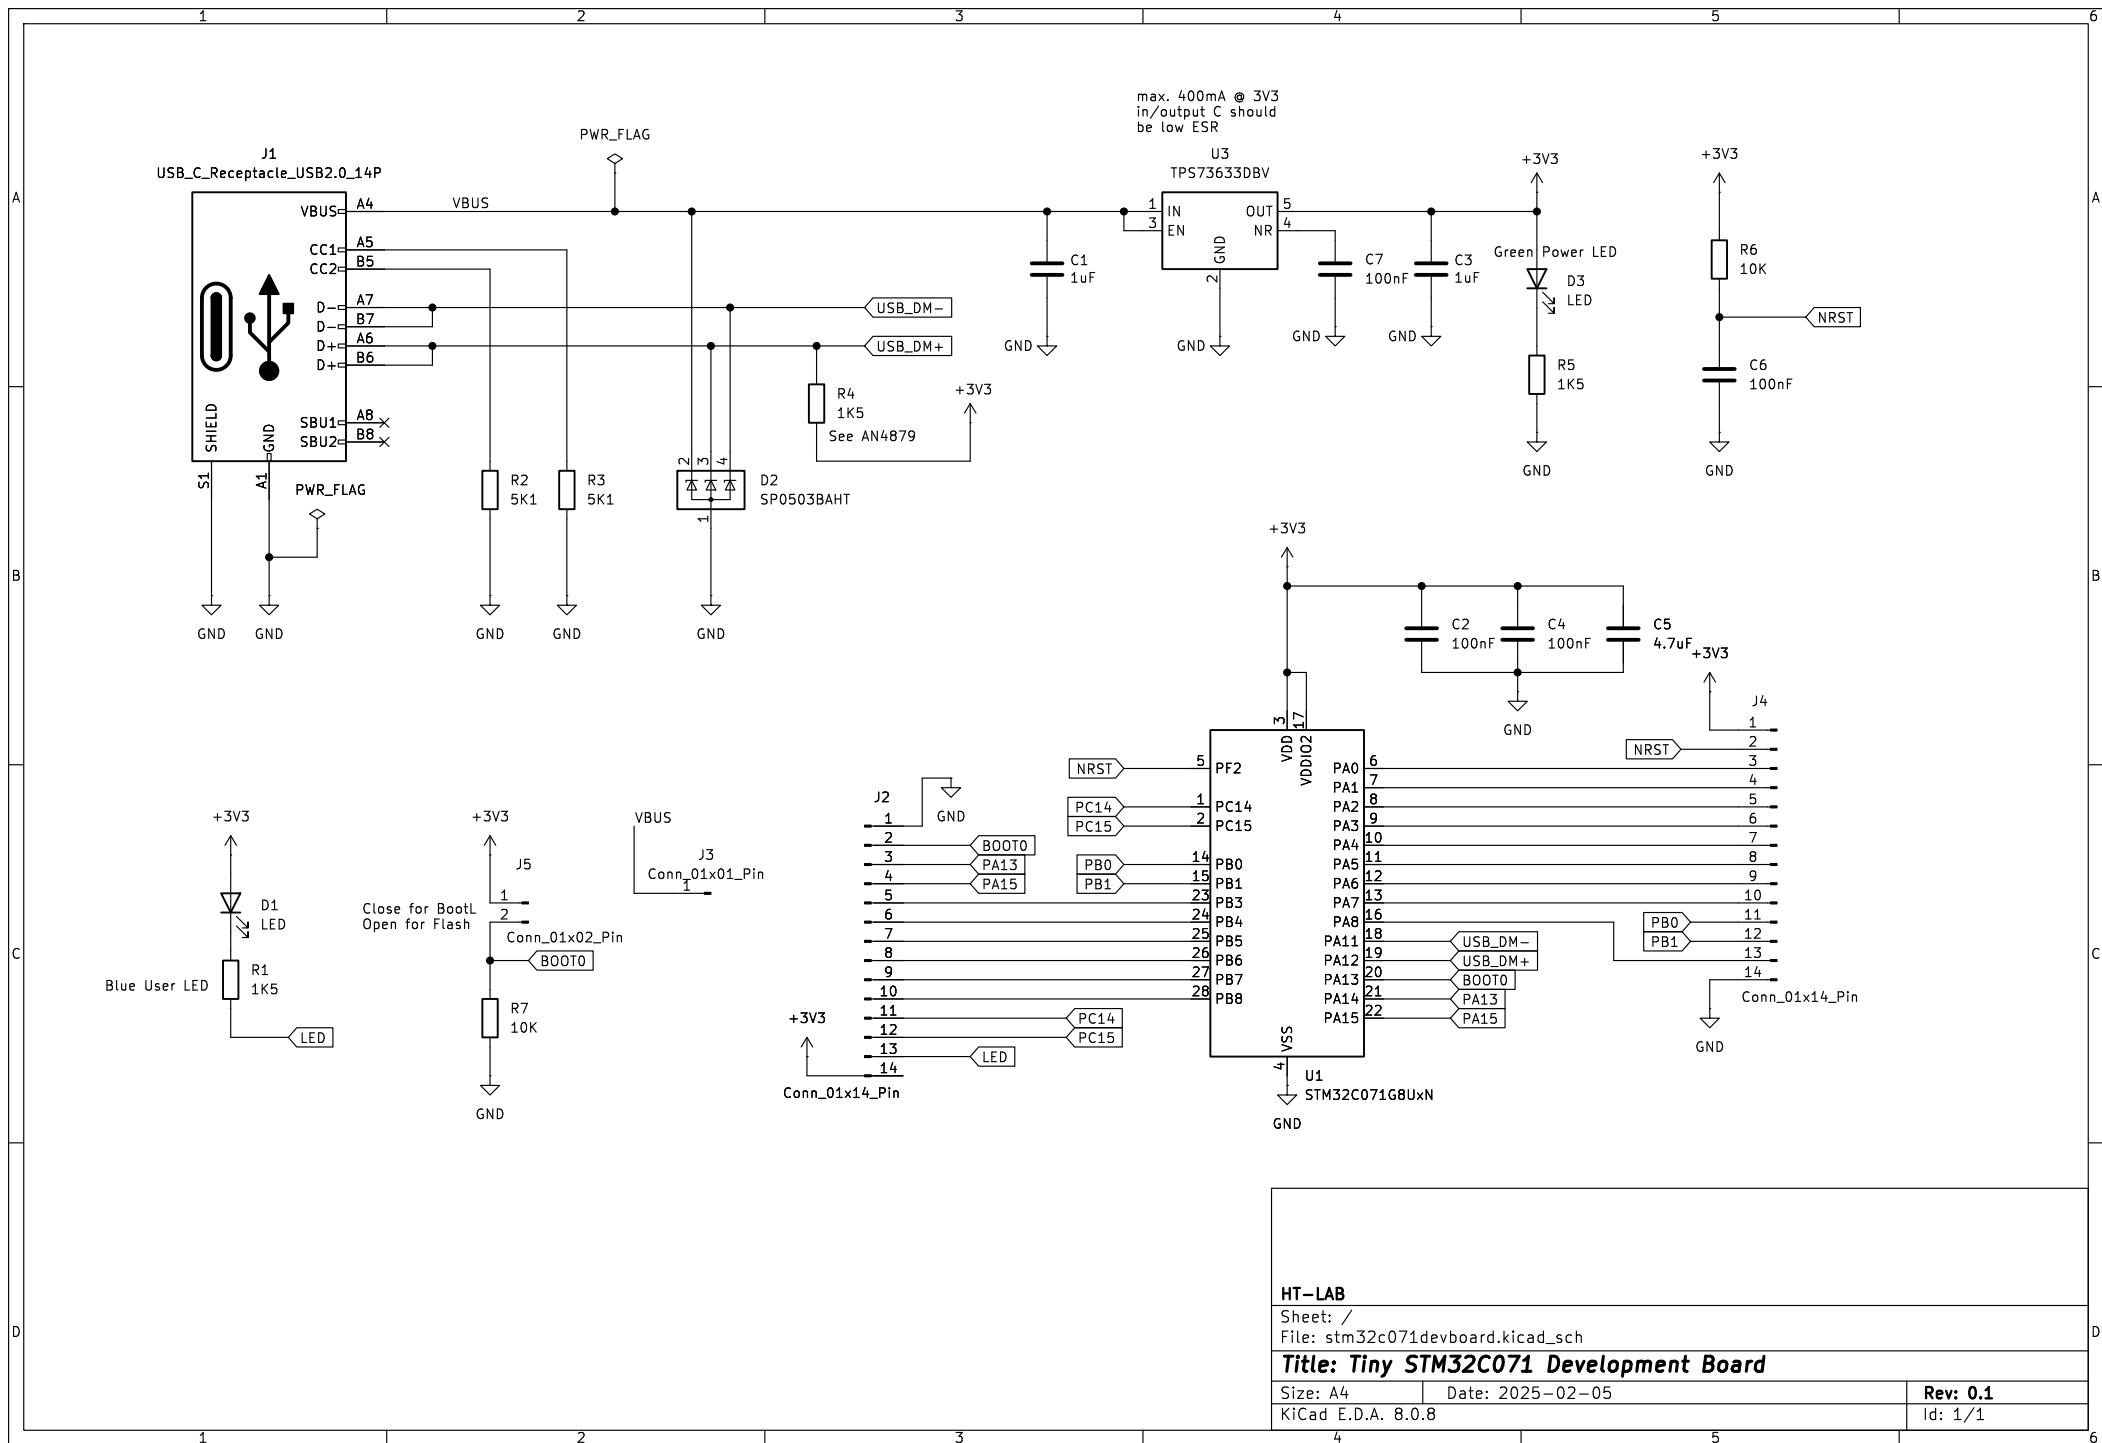 1 2 3 4 5 6
A A
B B
C C
D D
max. 400mA @ 3V3
in/output C should
be low ESR
PWR_FLAG
J1
USB_C_Receptacle_USB2.0_14P
VBUS A4
VBUS
CC1 A5
CC2 B5
D- A7
D- B7
D+ A6
D+ B6
SBU1 A8
SBU2 B8
SHIELD
GND
S1
A1
PWR_FLAG
GND
GND
R2
5K1
GND
R3
5K1
GND
D2
SP0503BAHT
2
3
4
1
GND
USB_DM-
USB_DM+
R4
1K5
See AN4879
+3V3
C1
1uF
GND
U3
TPS73633DBV
1 IN
3 EN
OUT 5
NR 4
GND
2
GND
C7
100nF
GND
C3
1uF
GND
+3V3
Green Power LED
D3
LED
R5
1K5
GND
+3V3
R6
10K
NRST
C6
100nF
GND
+3V3
C2
100nF
C4
100nF
C5
4.7uF
GND
+3V3
D1
LED
Blue User LED
R1
1K5
LED
+3V3
J5
1
2
Close for BootL
Open for Flash
Conn_01x02_Pin
BOOT0
R7
10K
GND
VBUS
J3
Conn_01x01_Pin
1
J2
GND
1
2 BOOT0
3 PA13
4 PA15
5
6
7
8
9
10
11 PC14
12 PC15
13 LED
14
+3V3
Conn_01x14_Pin
3 VDD
17 VDDIO2
NRST 5 PF2
PC14 1 PC14
PC15 2 PC15
PB0 14 PB0
PB1 15 PB1
23 PB3
24 PB4
25 PB5
26 PB6
27 PB7
28 PB8
PA0 6
PA1 7
PA2 8
PA3 9
PA4 10
PA5 11
PA6 12
PA7 13
PA8 16
PA11 18 USB_DM-
PA12 19 USB_DM+
PA13 20 BOOT0
PA14 21 PA13
PA15 22 PA15
VSS
4
U1
STM32C071G8UxN
GND
+3V3
J4
1
NRST 2
3
4
5
6
7
8
9
10
PB0 11
PB1 12
13
14
Conn_01x14_Pin
GND
HT-LAB
Sheet: /
File: stm32c071devboard.kicad_sch
Title: Tiny STM32C071 Development Board
Size: A4 Date: 2025-02-05 Rev: 0.1
KiCad E.D.A. 8.0.8 Id: 1/1
1 2 3 4 5 6